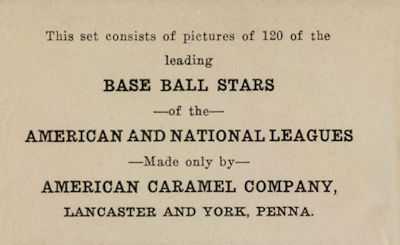 This set consists of pictures of 120 of the
leading
BASE BALL STARS
—of the—
AMERICAN AND NATIONAL LEAGUES
—Made only by—
AMERICAN CARAMEL COMPANY,
LANCASTER AND YORK, PENNA.